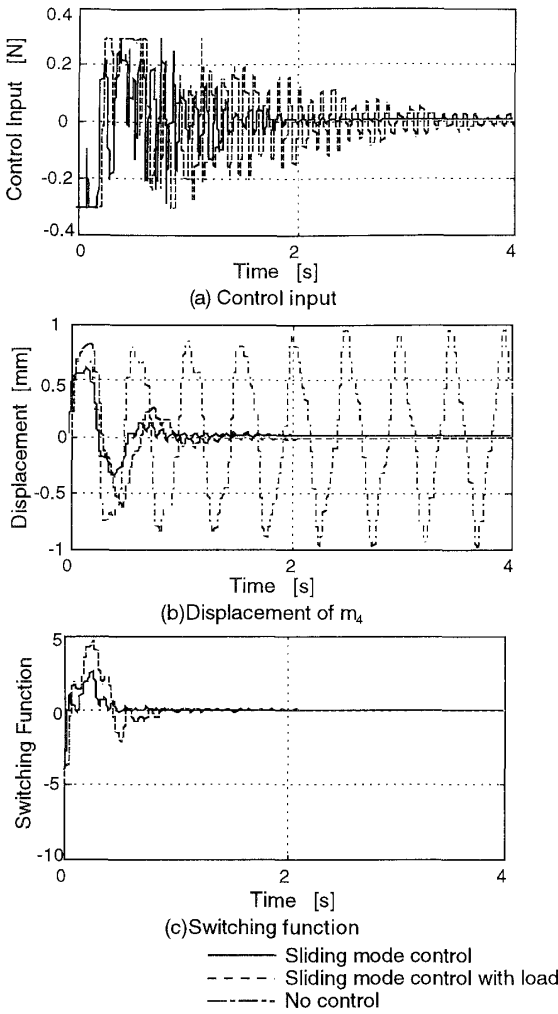 0.4
0.2
0
-0.2
0.4
Control Input [N]
0 2 4
Time [s]
(a) Control input
1
0.5
0
-0.5
-1
Displacement [mm]
0 2 4
Time [s]
(b)Displacement of m₄
5
0
-5
-10
Switching Function
0 2 4
Time [s]
(c)Switching function
Sliding mode control
Sliding mode control with load
No control